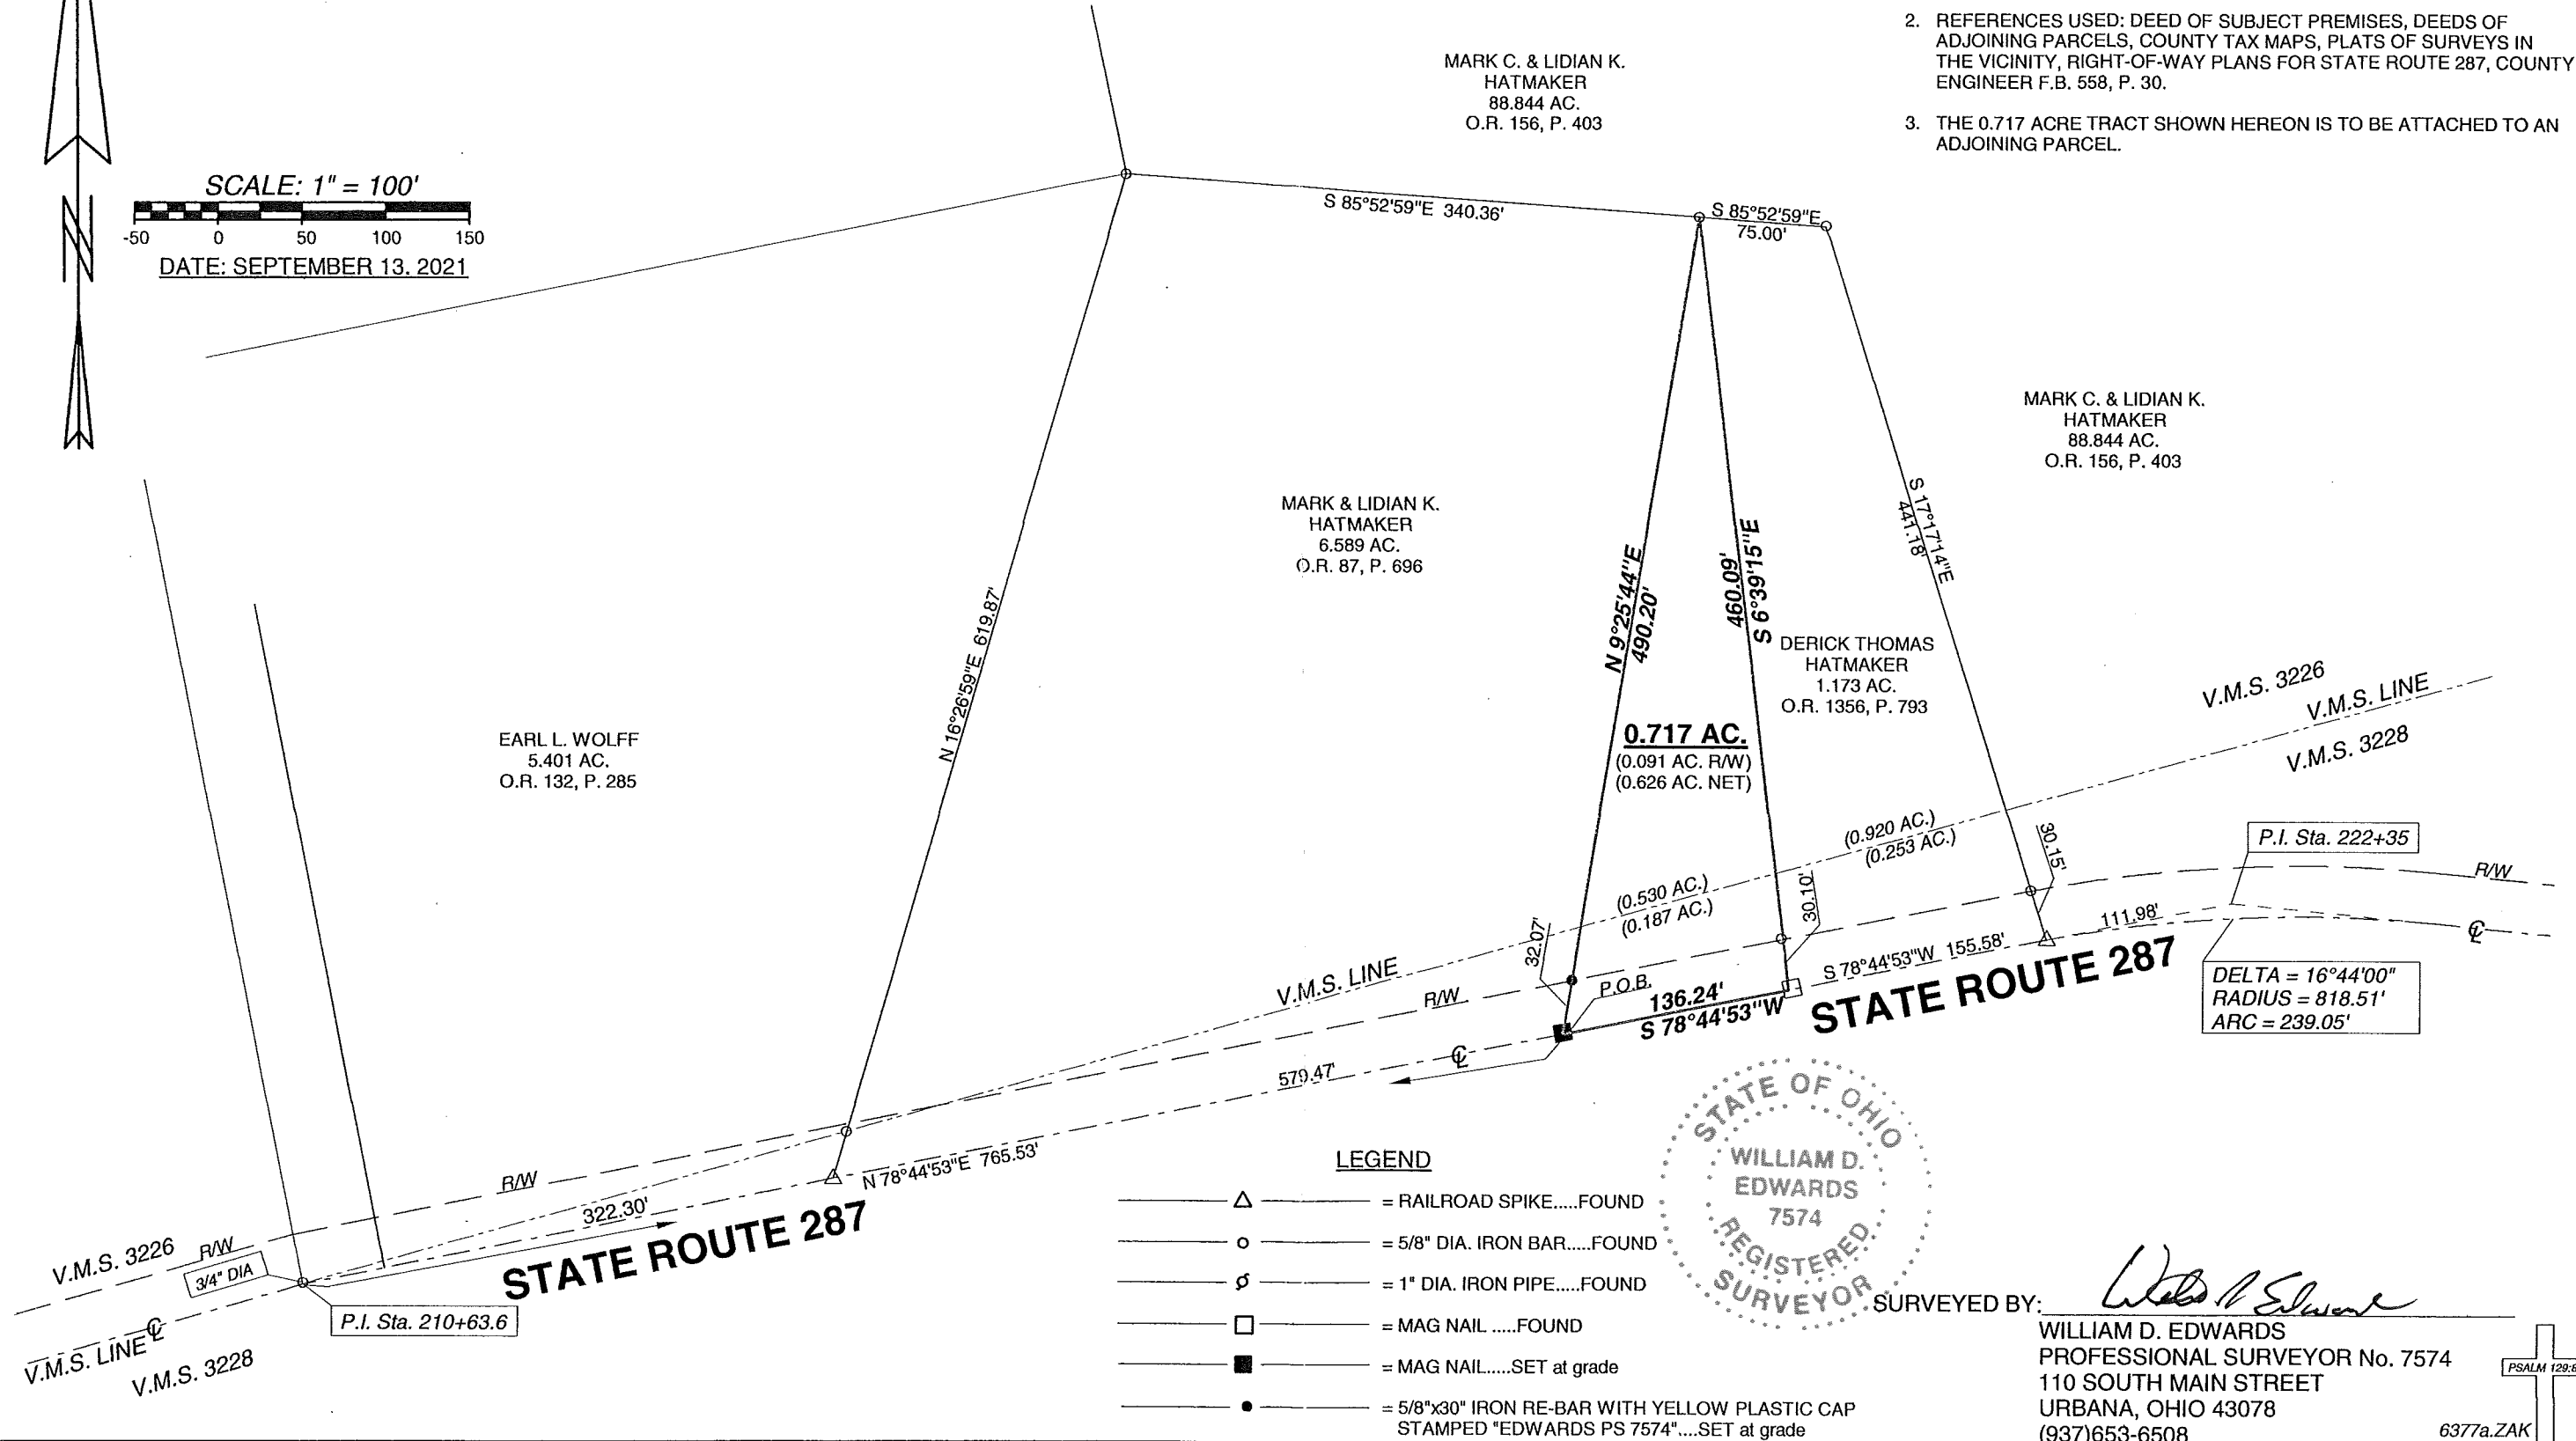 2. REFERENCES USED: DEED OF SUBJECT PREMISES, DEEDS OF
ADJOINING PARCELS, COUNTY TAX MAPS, PLATS OF SURVEYS IN
THE VICINITY, RIGHT-OF-WAY PLANS FOR STATE ROUTE 287, COUNTY
ENGINEER F.B. 558, P. 30.
3. THE 0.717 ACRE TRACT SHOWN HEREON IS TO BE ATTACHED TO AN
ADJOINING PARCEL.
MARK C. & LIDIAN K.
HATMAKER
88.844 AC.
O.R. 156, P. 403
N
SCALE: 1" = 100'
-50 0 50 100 150
DATE: SEPTEMBER 13. 2021
S 85°52'59"E 340.36'
S 85°52'59"E
75.00'
MARK C. & LIDIAN K.
HATMAKER
88.844 AC.
O.R. 156, P. 403
MARK & LIDIAN K.
HATMAKER
6.589 AC.
O.R. 87, P. 696
N 16°26'59"E 619.87'
N 9°25'44"E
490.20'
460.09'
S 6°39'15"E
S 17°17'14"E
441.18'
DERICK THOMAS
HATMAKER
1.173 AC.
O.R. 1356, P. 793
EARL L. WOLFF
5.401 AC.
O.R. 132, P. 285
0.717 AC.
(0.091 AC. R/W)
(0.626 AC. NET)
V.M.S. 3226
V.M.S. LINE
V.M.S. 3228
(0.920 AC.)
(0.253 AC.)
(0.530 AC.)
(0.187 AC.)
30.15'
30.10'
32.07'
P.I. Sta. 222+35
R/W
111.98'
CL
S 78°44'53"W 155.58'
STATE ROUTE 287
DELTA = 16°44'00"
RADIUS = 818.51'
ARC = 239.05'
V.M.S. LINE
R/W
P.O.B.
136.24'
S 78°44'53"W
CL
579.47'
N 78°44'53"E 765.53'
R/W
322.30'
STATE ROUTE 287
V.M.S. 3226
R/W
3/4" DIA
P.I. Sta. 210+63.6
CL
V.M.S. LINE
V.M.S. 3228
LEGEND
= RAILROAD SPIKE.....FOUND
= 5/8" DIA. IRON BAR.....FOUND
= 1" DIA. IRON PIPE.....FOUND
= MAG NAIL .....FOUND
= MAG NAIL.....SET at grade
= 5/8"x30" IRON RE-BAR WITH YELLOW PLASTIC CAP
STAMPED "EDWARDS PS 7574"....SET at grade
STATE OF OHIO
WILLIAM D.
EDWARDS
7574
REGISTERED
SURVEYOR
SURVEYED BY:
WILLIAM D. EDWARDS
PROFESSIONAL SURVEYOR No. 7574
110 SOUTH MAIN STREET
URBANA, OHIO 43078
(937)653-6508
PSALM 129:8
6377a.ZAK